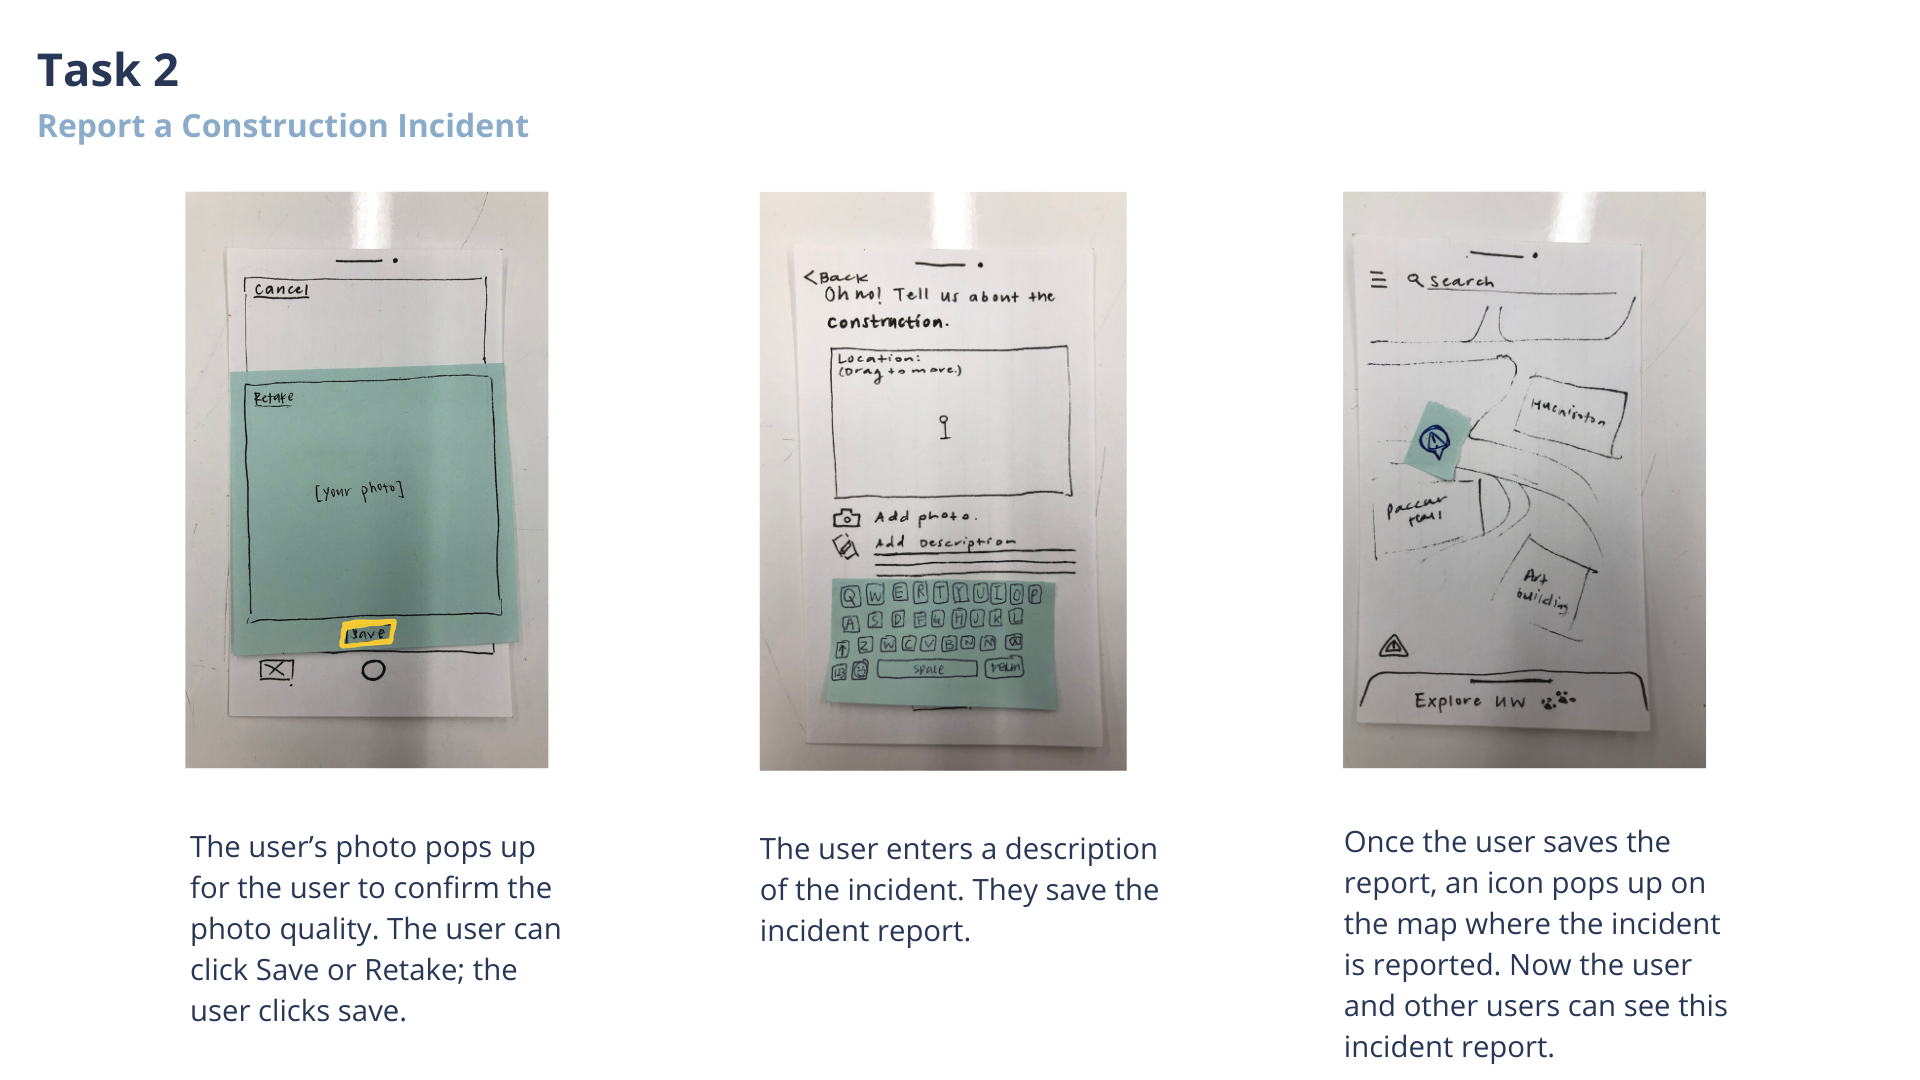 Task 2
Report a Construction Incident
Cancel
Retake
[your photo]
Save
<Back
Oh no! Tell us about the
construction.
Location:
(Drag to move.)
Add photo.
Add Description
Q W E R T Y U I O P
A S D F G H J K L
Z W C V B N M
123
space
Search
Paccar
Art
building
Explore UW
The user’s photo pops up
for the user to confirm the
photo quality. The user can
click Save or Retake; the
user clicks save.
The user enters a description
of the incident. They save the
incident report.
Once the user saves the
report, an icon pops up on
the map where the incident
is reported. Now the user
and other users can see this
incident report.